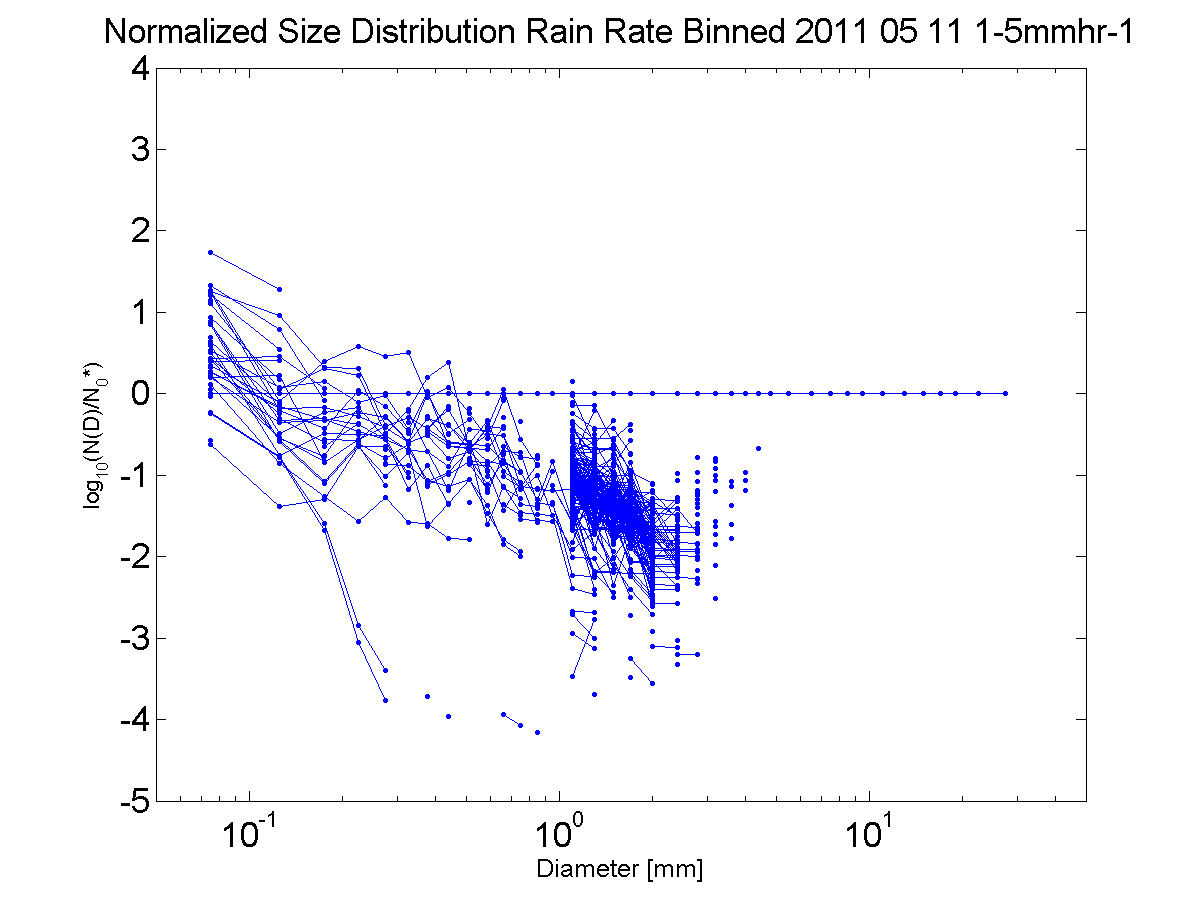 Normalized Size Distribution Rain Rate Binned 2011 05 11 1-5mmhr-1
4
3
2
1
0
-1
-2
-3
-4
-5
log₁₀(N(D)/N₀*)
10⁻¹ 10⁰ 10¹
Diameter [mm]